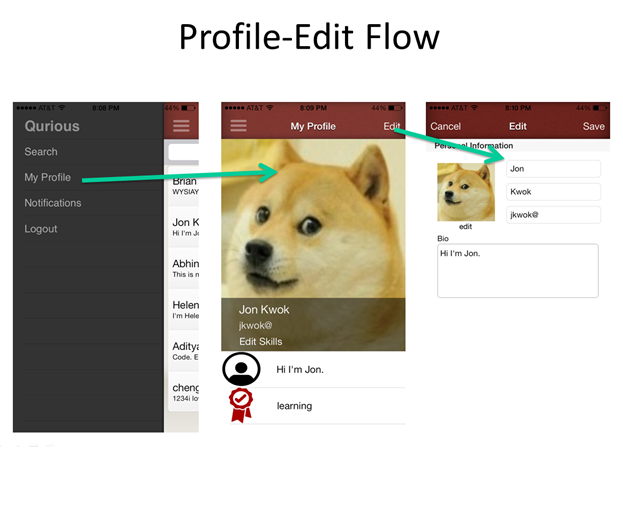 Profile-Edit Flow
AT&T 8:08 PM 44%
Qurious
Search
My Profile
Notifications
Logout
Brian
WYSIAY
Jon K
Hi I'm Jo
Abhin
This is n
Helen
I'm Hele
Aditya
Code. E
cheng
1234i lo
AT&T 8:09 PM 44%
My Profile Edit
Jon Kwok
jkwok@
Edit Skills
Hi I'm Jon.
learning
AT&T 8:10 PM 44%
Cancel Edit Save
Personal Information
Jon
Kwok
jkwok@
edit
Bio
Hi I'm Jon.